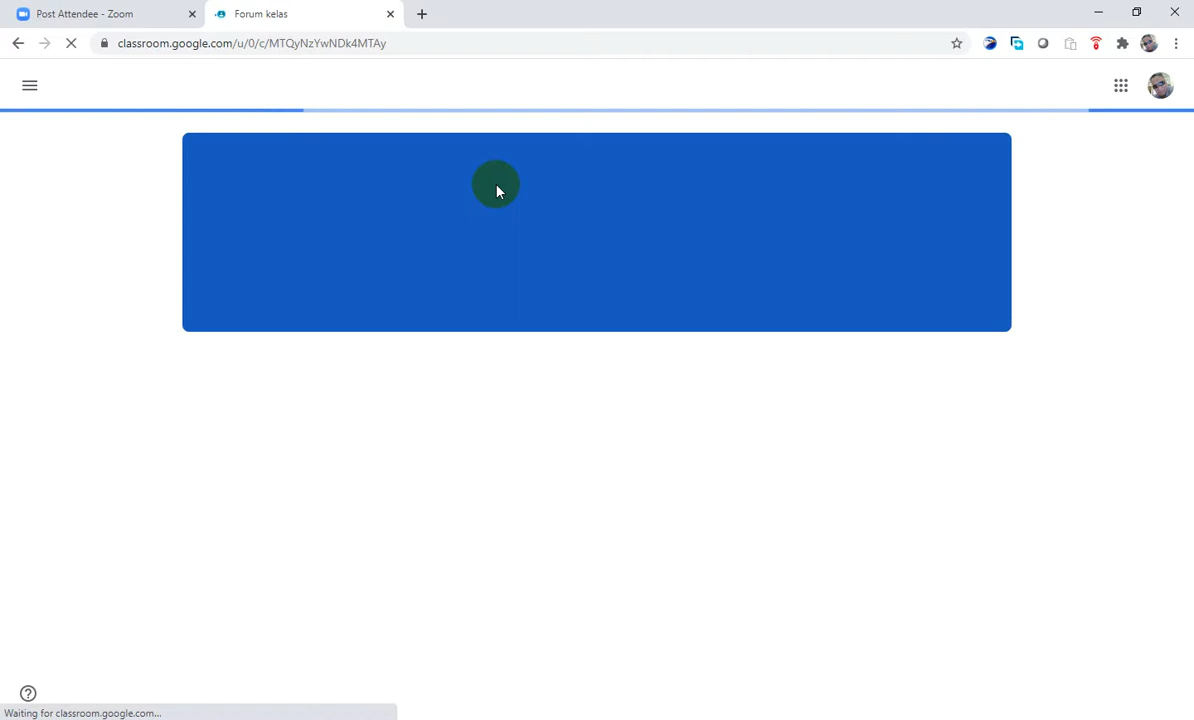 Post Attendee - Zoom
Forum kelas
classroom.google.com/u/0/c/MTQyNzYwNDk4MTAy
Waiting for classroom.google.com...